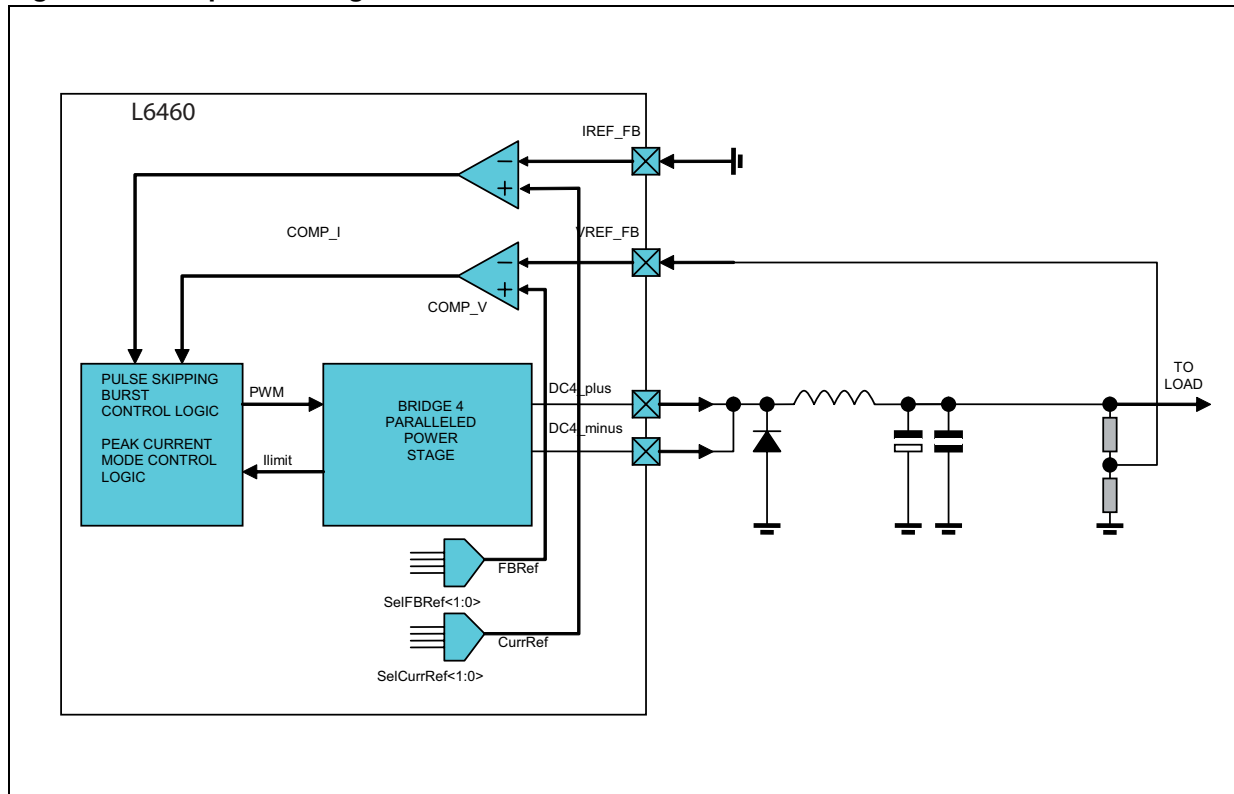 L6460
IREF_FB
COMP_I
VREF_FB
COMP_V
PULSE SKIPPING
BURST
CONTROL LOGIC
PEAK CURRENT
MODE CONTROL
LOGIC
PWM
Ilimit
BRIDGE 4
PARALLELED
POWER
STAGE
DC4_plus
DC4_minus
TO
LOAD
FBRef
SelFBRef<1:0>
CurrRef
SelCurrRef<1:0>